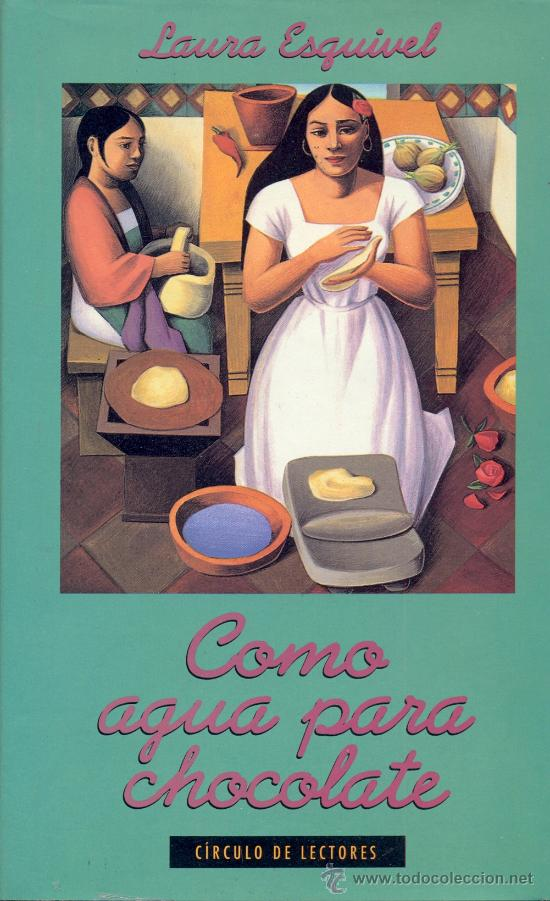 Laura Esquivel
Como
agua para
chocolate
CÍRCULO DE LECTORES
www.todocoleccion.net